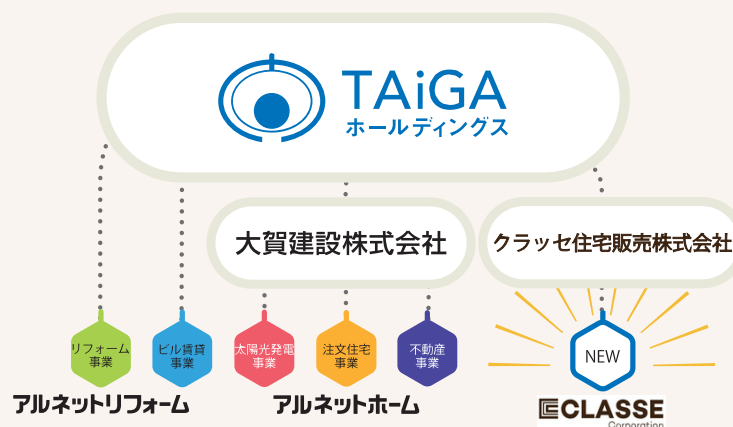 TAiGA
ホールディングス
大賀建設株式会社
クラッセ住宅販売株式会社
リフォーム
事業
ビル賃貸
事業
太陽光発電
事業
注文住宅
事業
不動産
事業
NEW
アルネットリフォーム
アルネットホーム
CLASSE
Corporation